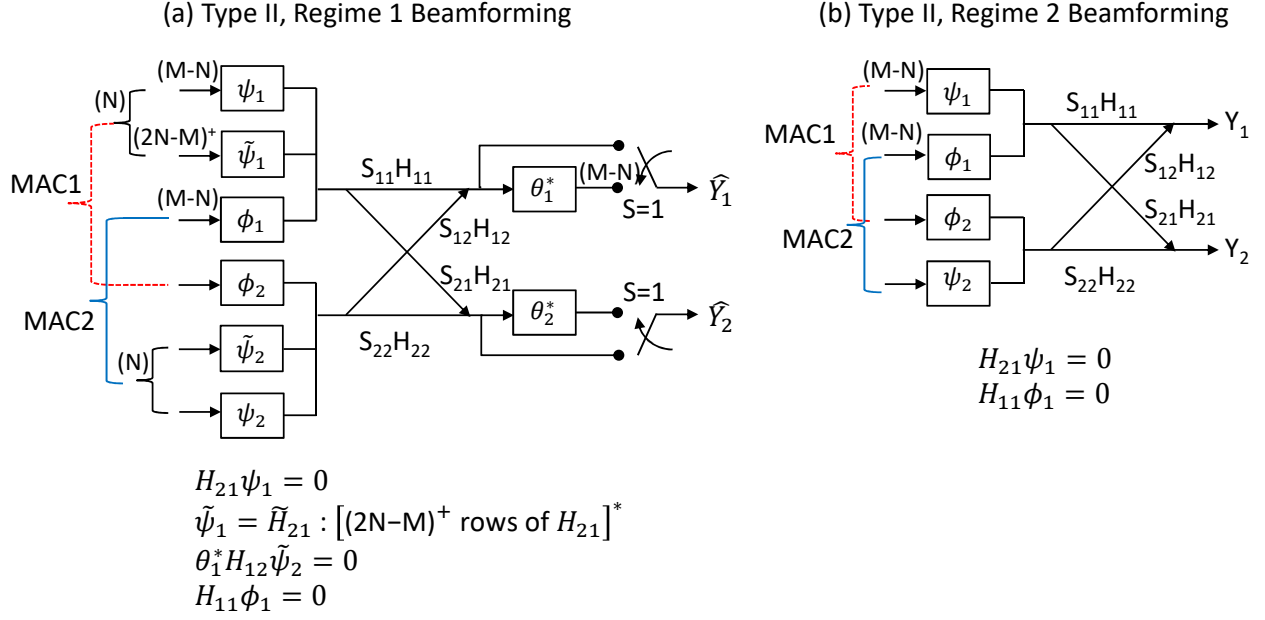 (a) Type II, Regime 1 Beamforming
(M-N)
ψ₁
(N)
(2N-M)⁺
ψ̃₁
MAC1
(M-N)
ϕ₁
ϕ₂
MAC2
ψ̃₂
(N)
ψ₂
S₁₁H₁₁
S₁₂H₁₂
S₂₁H₂₁
S₂₂H₂₂
θ₁*
(M-N)
S=1
Ŷ₁
θ₂*
S=1
Ŷ₂
H₂₁ψ₁ = 0
ψ̃₁ = H̃₂₁ : [(2N−M)⁺ rows of H₂₁]*
θ₁*H₁₂ψ̃₂ = 0
H₁₁ϕ₁ = 0
(b) Type II, Regime 2 Beamforming
(M-N)
ψ₁
MAC1
(M-N)
ϕ₁
ϕ₂
MAC2
ψ₂
S₁₁H₁₁
Y₁
S₁₂H₁₂
S₂₁H₂₁
Y₂
S₂₂H₂₂
H₂₁ψ₁ = 0
H₁₁ϕ₁ = 0